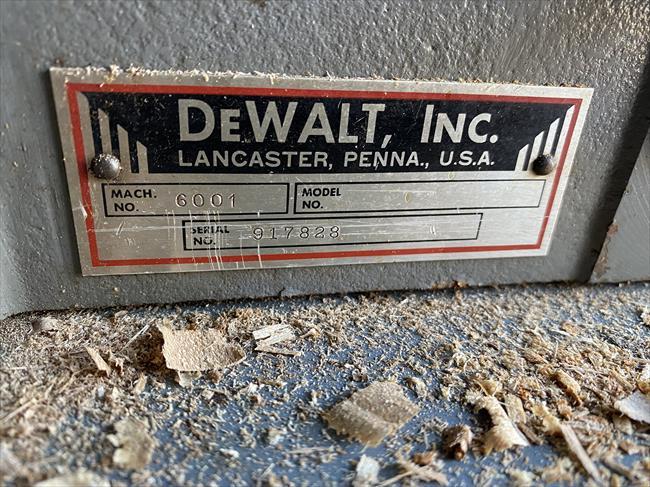 DEWALT, INC.
LANCASTER, PENNA., U.S.A.
MACH. NO. 6001 MODEL NO.
SERIAL NO. 917828